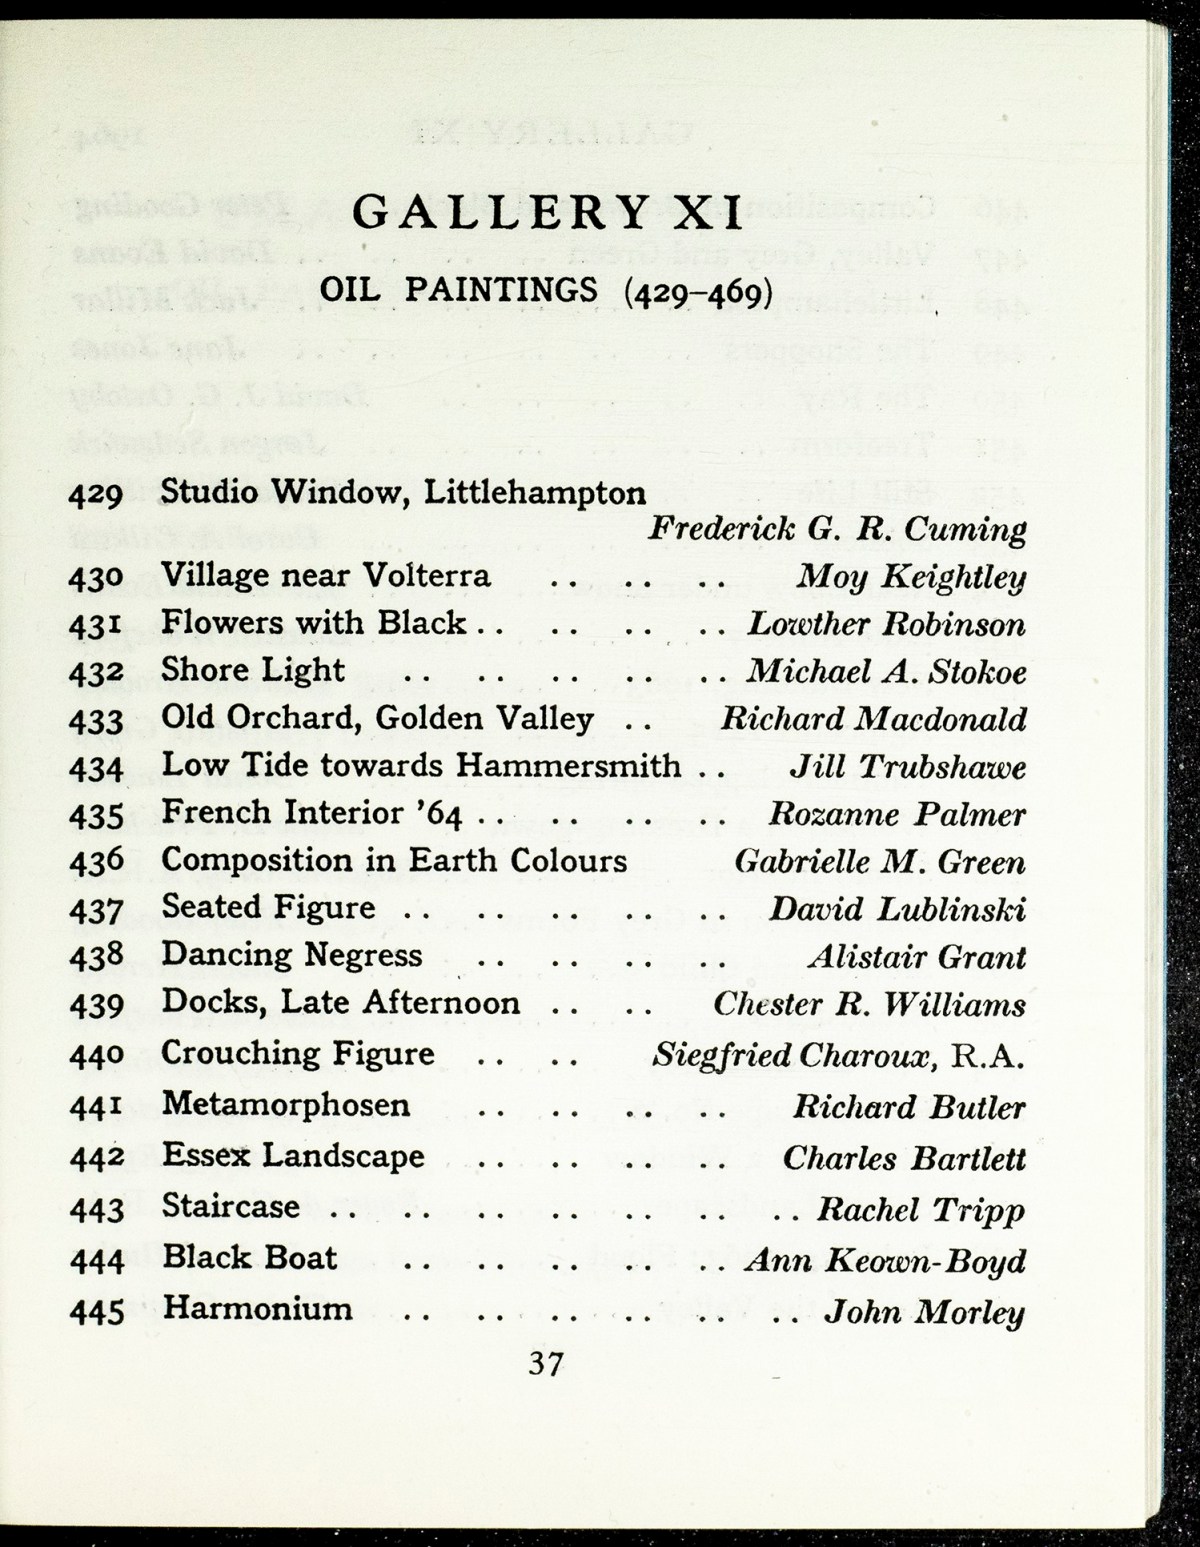 GALLERY XI
OIL PAINTINGS (429–469)
429 Studio Window, Littlehampton
Frederick G. R. Cuming
430 Village near Volterra .. .. .. Moy Keightley
431 Flowers with Black .. .. .. .. Lowther Robinson
432 Shore Light .. .. .. .. .. Michael A. Stokoe
433 Old Orchard, Golden Valley .. Richard Macdonald
434 Low Tide towards Hammersmith .. Jill Trubshawe
435 French Interior ’64 .. .. .. .. Rozanne Palmer
436 Composition in Earth Colours Gabrielle M. Green
437 Seated Figure .. .. .. .. .. David Lublinski
438 Dancing Negress .. .. .. .. Alistair Grant
439 Docks, Late Afternoon .. .. Chester R. Williams
440 Crouching Figure .. .. Siegfried Charoux, R.A.
441 Metamorphosen .. .. .. .. Richard Butler
442 Essex Landscape .. .. .. .. Charles Bartlett
443 Staircase .. .. .. .. .. .. .. Rachel Tripp
444 Black Boat .. .. .. .. .. Ann Keown-Boyd
445 Harmonium .. .. .. .. .. .. John Morley
37